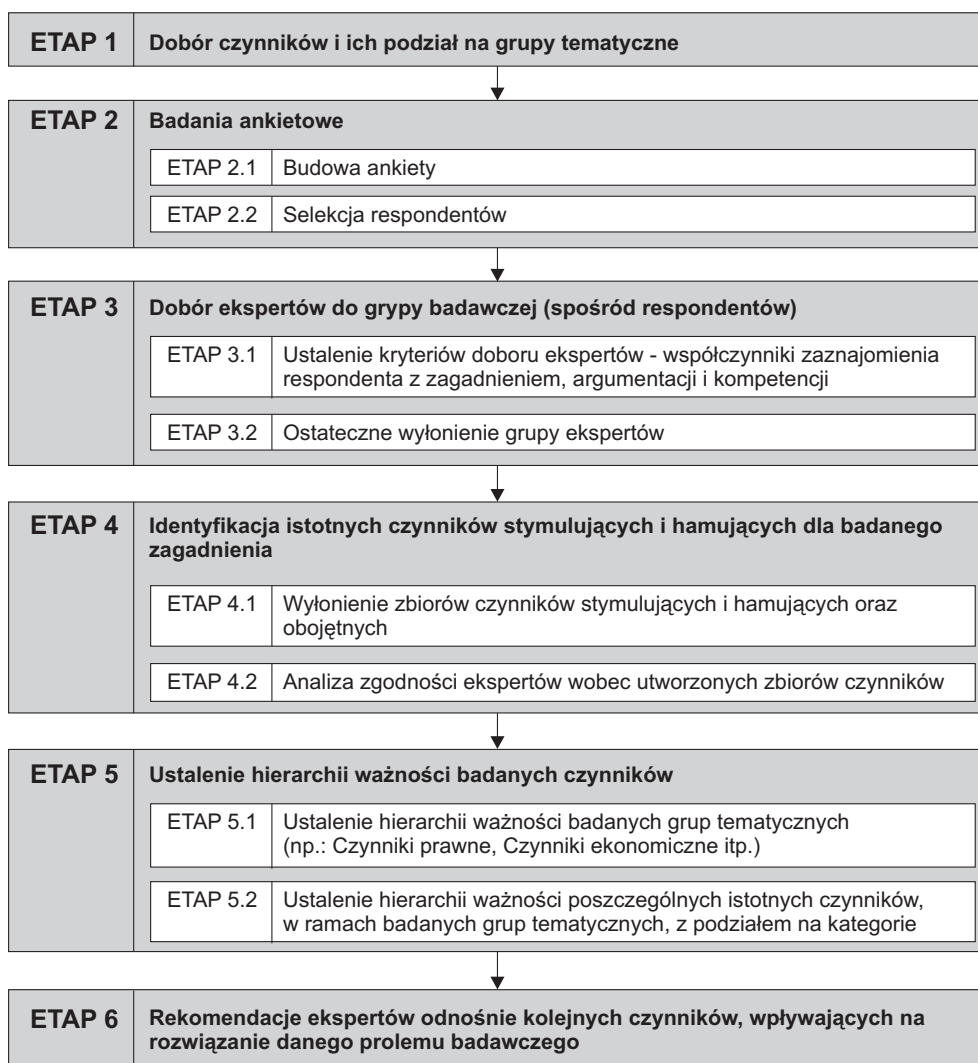 ETAP 1 Dobór czynników i ich podział na grupy tematyczne
ETAP 2 Badania ankietowe
ETAP 2.1 Budowa ankiety
ETAP 2.2 Selekcja respondentów
ETAP 3 Dobór ekspertów do grypy badawczej (spośród respondentów)
ETAP 3.1 Ustalenie kryteriów doboru ekspertów - współczynniki zaznajomienia
respondenta z zagadnieniem, argumentacji i kompetencji
ETAP 3.2 Ostateczne wyłonienie grupy ekspertów
ETAP 4 Identyfikacja istotnych czynników stymulujących i hamujących dla badanego
zagadnienia
ETAP 4.1 Wyłonienie zbiorów czynników stymulujących i hamujących oraz
obojętnych
ETAP 4.2 Analiza zgodności ekspertów wobec utworzonych zbiorów czynników
ETAP 5 Ustalenie hierarchii ważności badanych czynników
ETAP 5.1 Ustalenie hierarchii ważności badanych grup tematycznych
(np.: Czynniki prawne, Czynniki ekonomiczne itp.)
ETAP 5.2 Ustalenie hierarchii ważności poszczególnych istotnych czynników,
w ramach badanych grup tematycznych, z podziałem na kategorie
ETAP 6 Rekomendacje ekspertów odnośnie kolejnych czynników, wpływających na
rozwiązanie danego prolemu badawczego